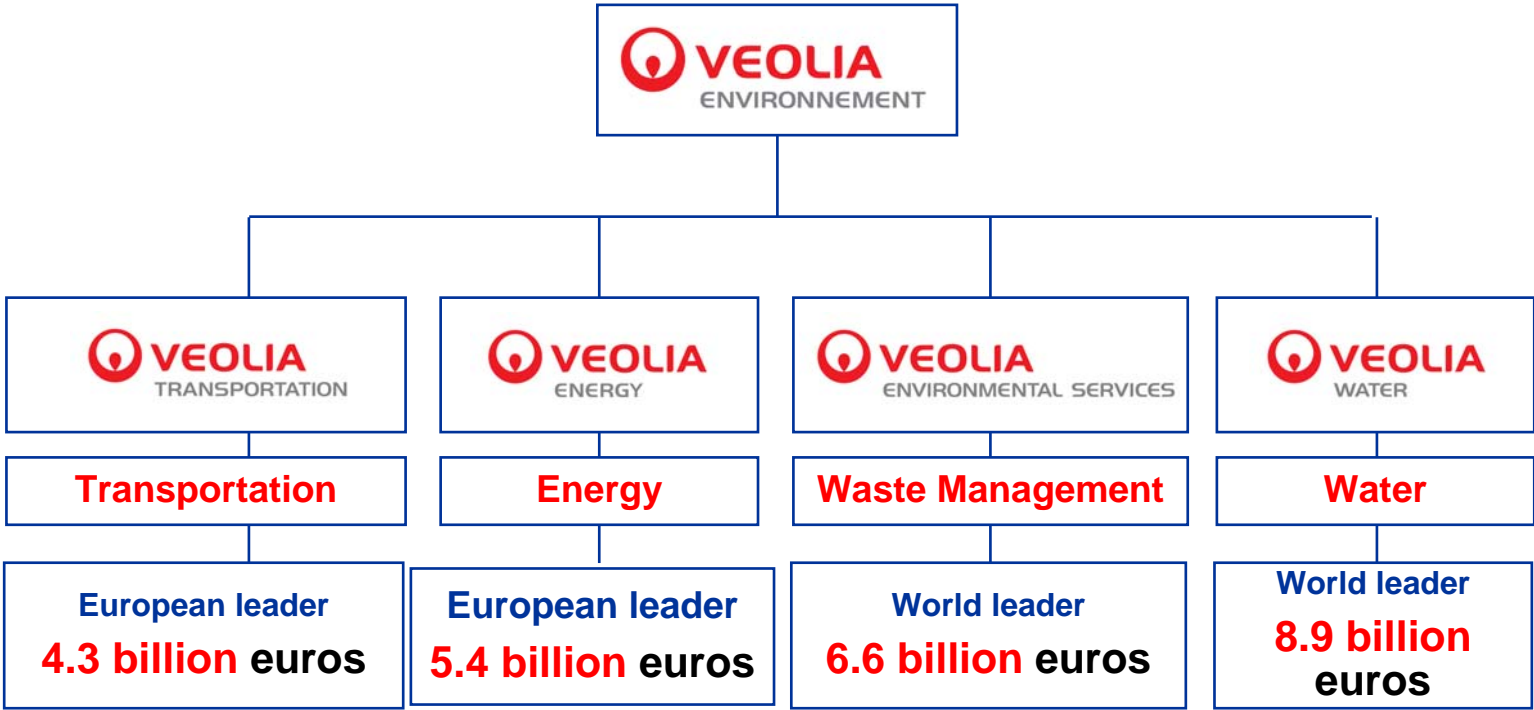 VEOLIA
ENVIRONNEMENT
VEOLIA
TRANSPORTATION
VEOLIA
ENERGY
VEOLIA
ENVIRONMENTAL SERVICES
VEOLIA
WATER
Transportation
Energy
Waste Management
Water
European leader
4.3 billion euros
European leader
5.4 billion euros
World leader
6.6 billion euros
World leader
8.9 billion
euros